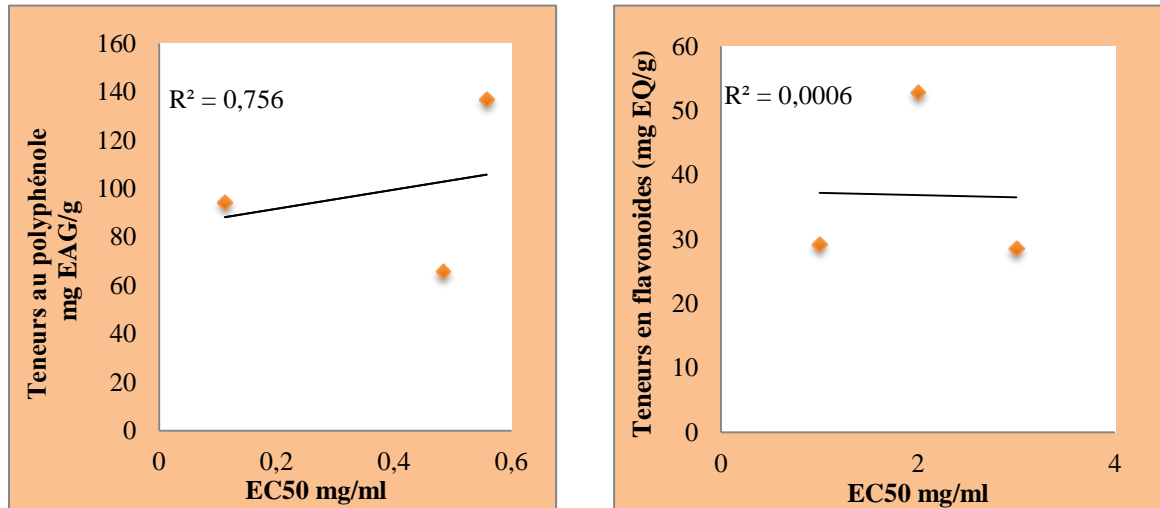 Teneurs au polyphénole
mg EAG/g
160
140
120
100
80
60
40
20
0
R² = 0,756
0 0,2 0,4 0,6
EC50 mg/ml
Teneurs en flavonoides (mg EQ/g)
60
50
40
30
20
10
0
R² = 0,0006
0 2 4
EC50 mg/ml